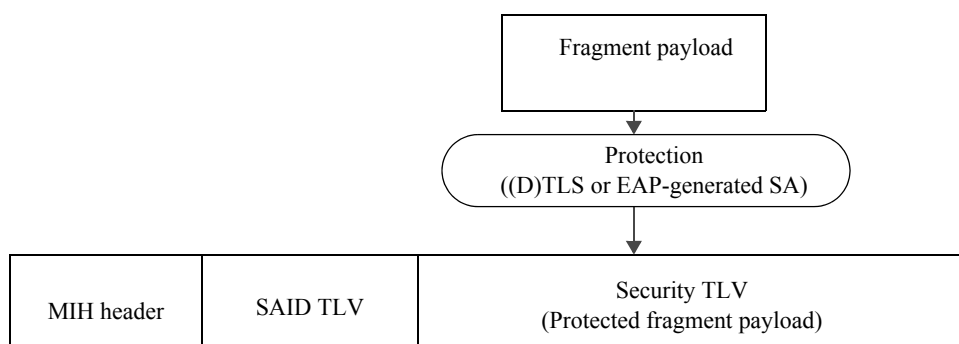 Fragment payload
Protection
((D)TLS or EAP-generated SA)
MIH header
SAID TLV
Security TLV
(Protected fragment payload)